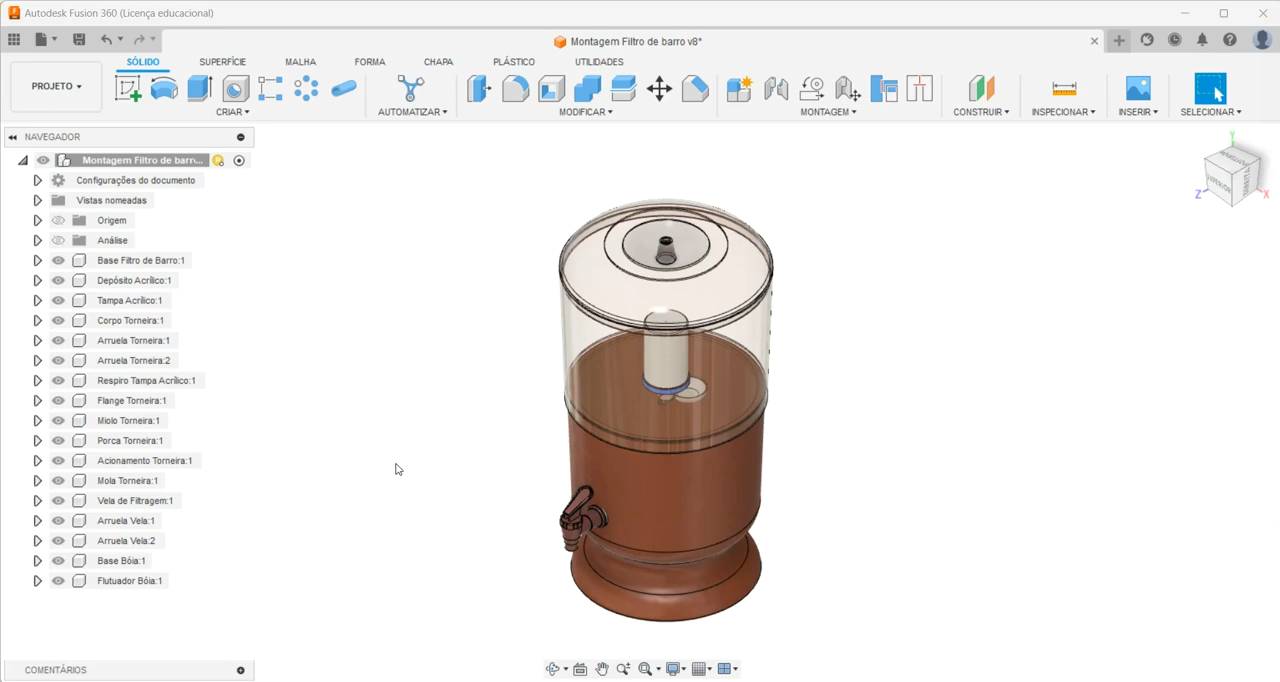 Autodesk Fusion 360 (Licença educacional)
Montagem Filtro de barro v8*
PROJETO
SÓLIDO SUPERFÍCIE MALHA FORMA CHAPA PLÁSTICO UTILIDADES
CRIAR AUTOMATIZAR MODIFICAR MONTAGEM CONSTRUIR INSPECIONAR INSERIR SELECIONAR
NAVEGADOR
Montagem Filtro de barr...
Configurações do documento
Vistas nomeadas
Origem
Análise
Base Filtro de Barro:1
Depósito Acrílico:1
Tampa Acrílico:1
Corpo Torneira:1
Arruela Torneira:1
Arruela Torneira:2
Respiro Tampa Acrílico:1
Flange Torneira:1
Miolo Torneira:1
Porca Torneira:1
Acionamento Torneira:1
Mola Torneira:1
Vela de Filtragem:1
Arruela Vela:1
Arruela Vela:2
Base Bóia:1
Flutuador Bóia:1
Y
SUPERIOR
DIREITA
Z
X
COMENTÁRIOS